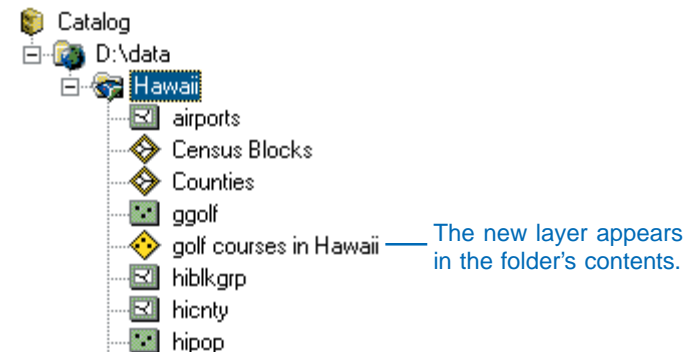 Catalog
D:\data
Hawaii
airports
Census Blocks
Counties
ggolf
golf courses in Hawaii
The new layer appears
in the folder's contents.
hiblkgrp
hicnty
hipop